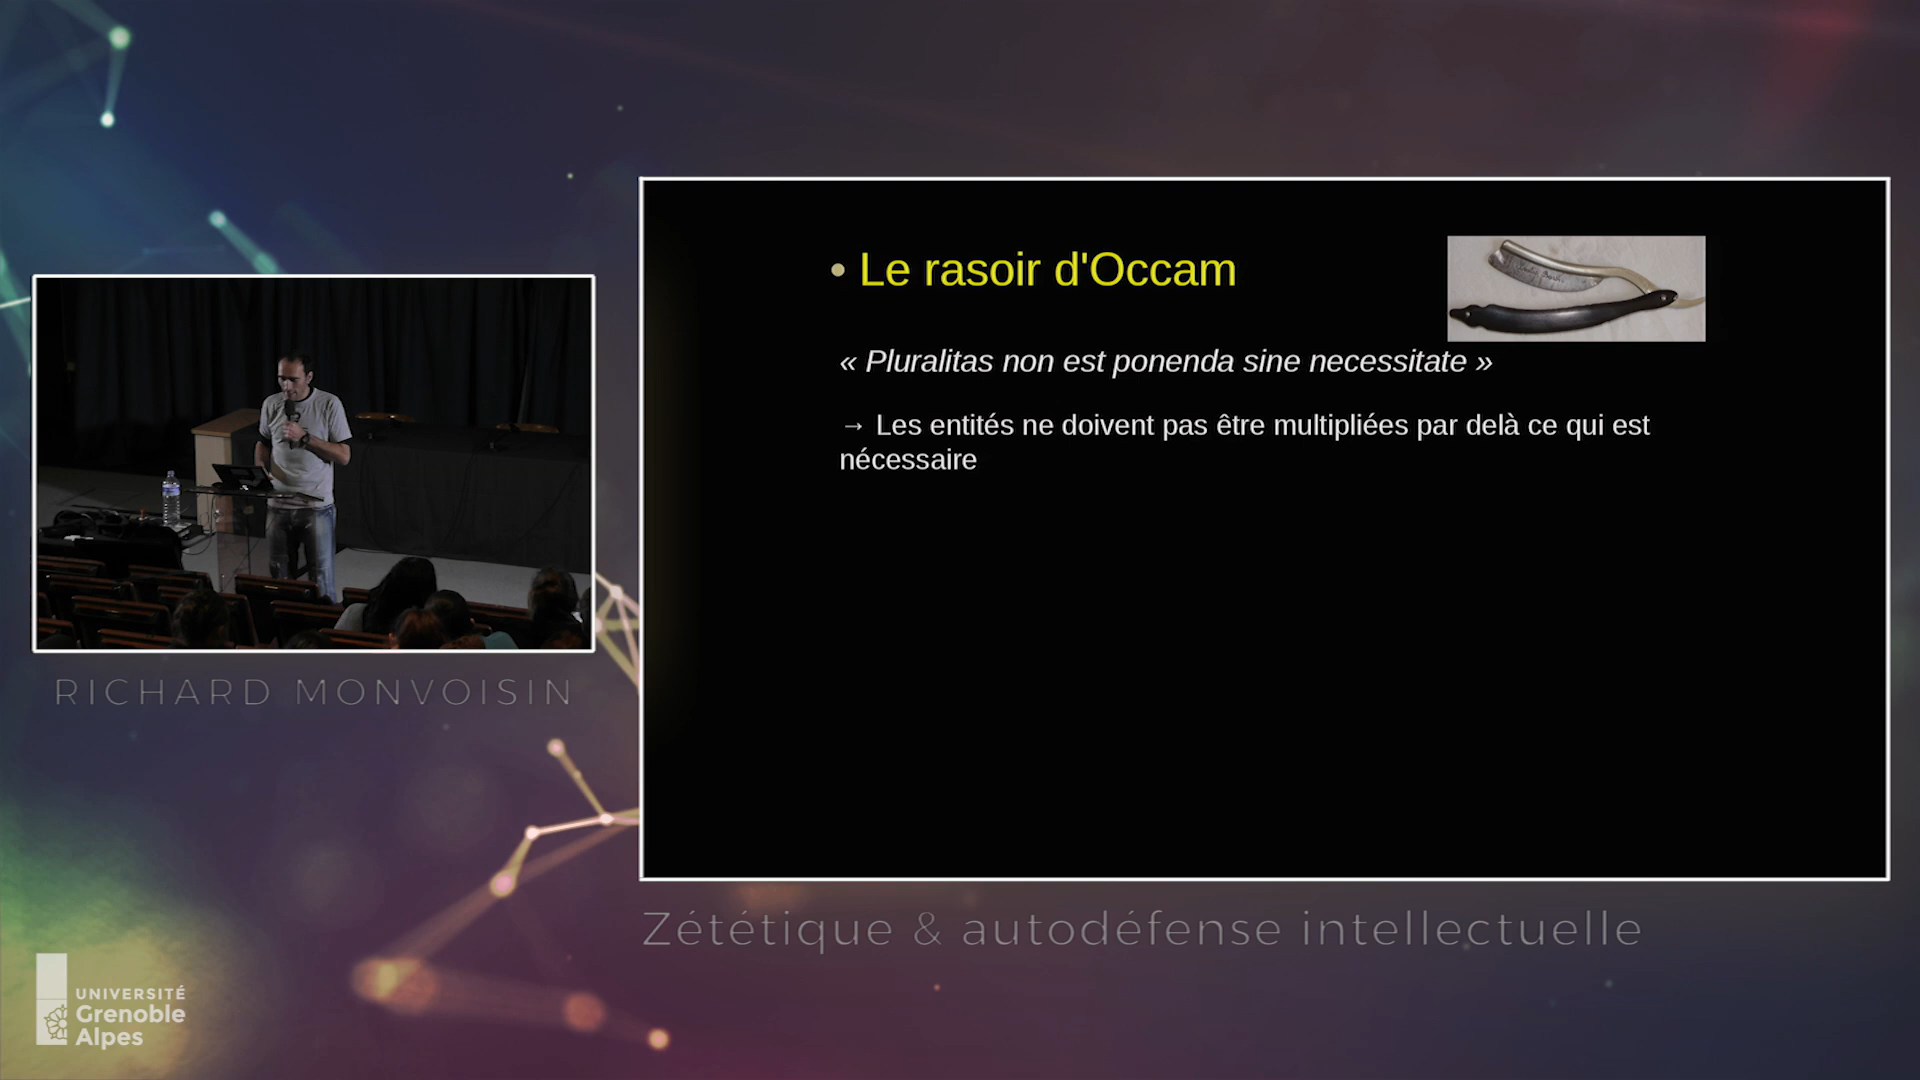 • Le rasoir d'Occam
« Pluralitas non est ponenda sine necessitate »
→ Les entités ne doivent pas être multipliées par delà ce qui est
nécessaire
RICHARD MONVOISIN
Zététique & autodéfense intellectuelle
UNIVERSITÉ
Grenoble
Alpes